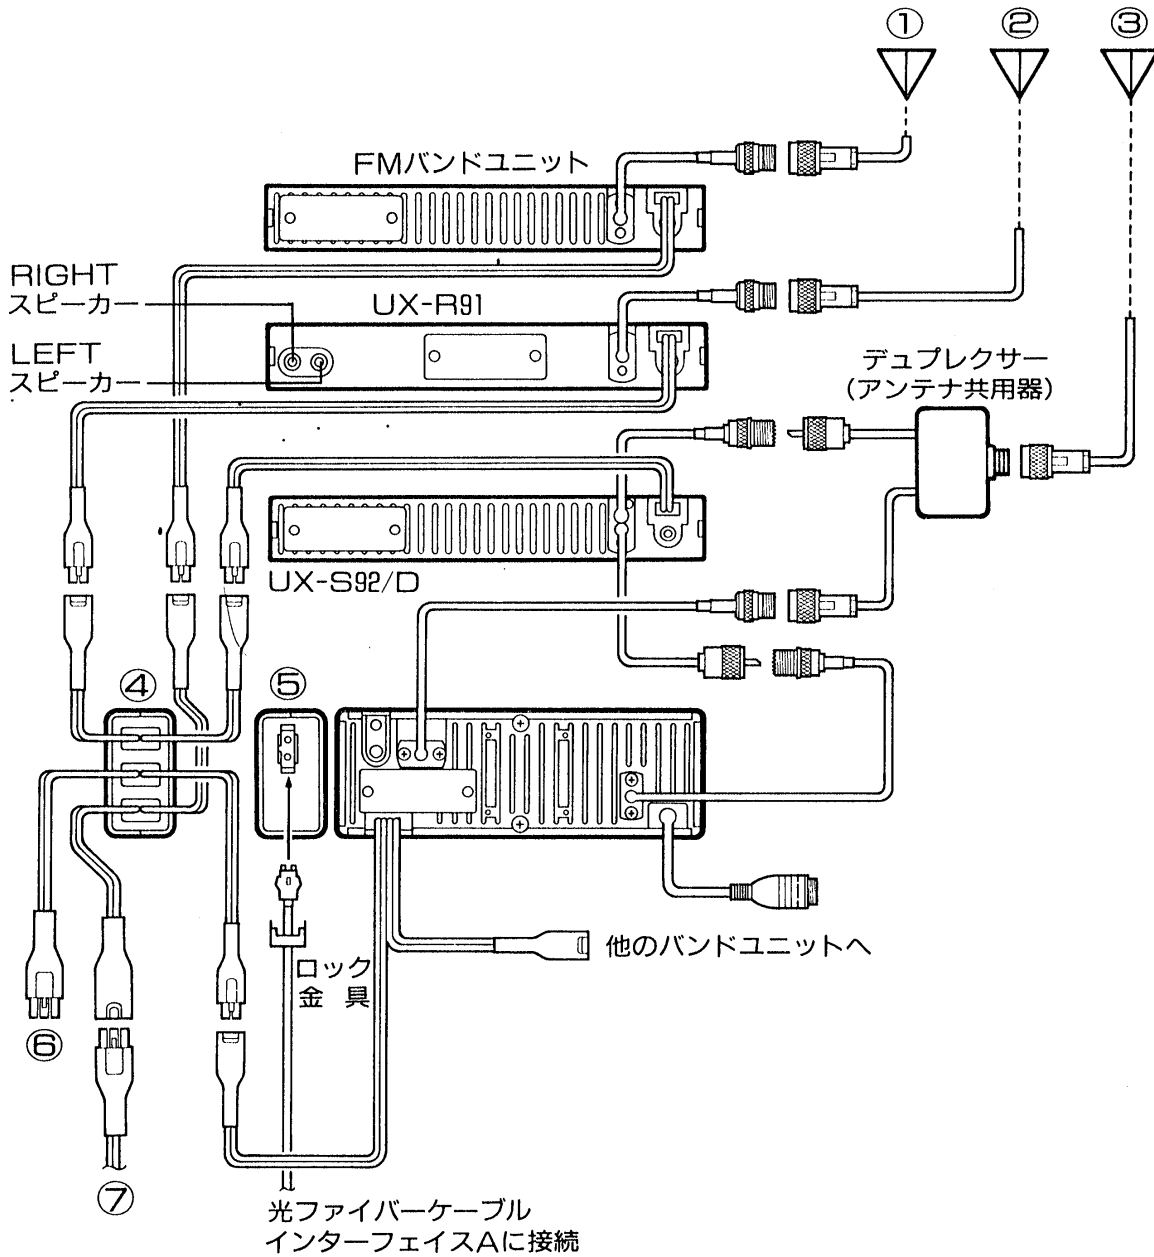 ① ② ③
FMバンドユニット
RIGHT
スピーカー
UX-R91
LEFT
スピーカー
デュプレクサー
(アンテナ共用器)
UX-S92/D
④
⑤
他のバンドユニットへ
ロック
金 具
⑥
⑦
光ファイバーケーブル
インターフェイスAに接続